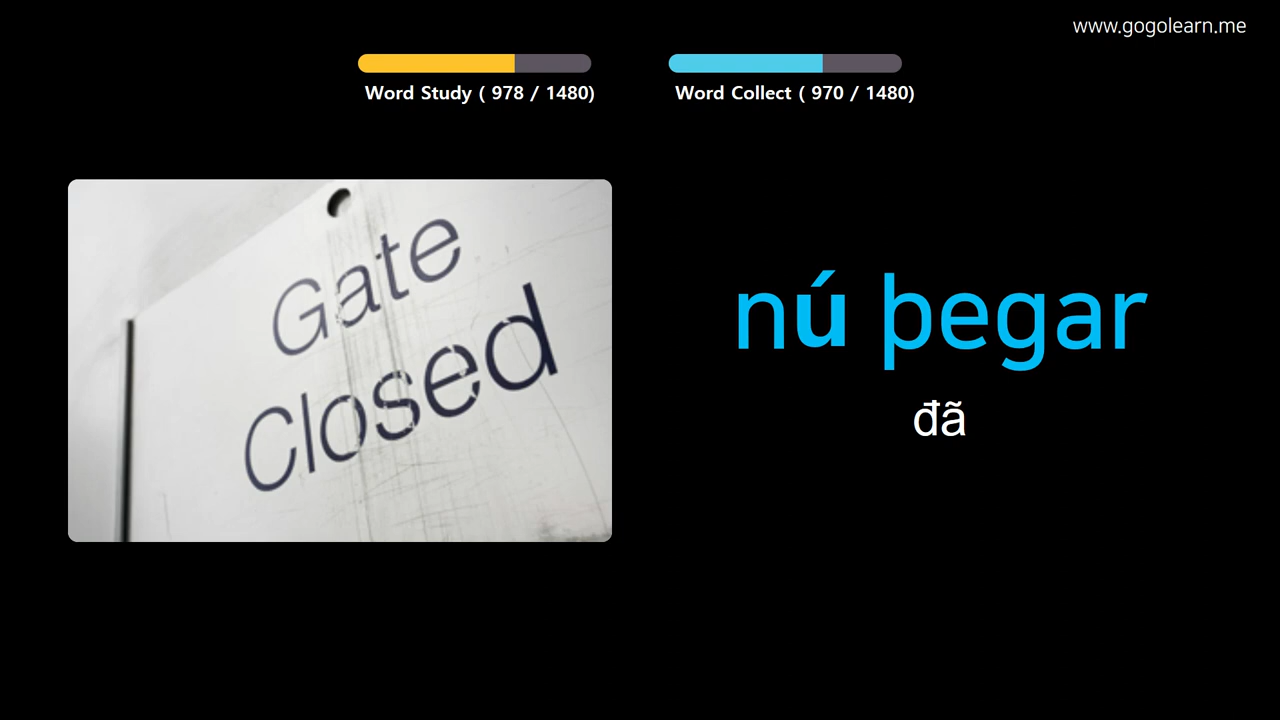 www.gogolearn.me
Word Study ( 978 / 1480)
Word Collect ( 970 / 1480)
Gate
Closed
nú þegar
đã